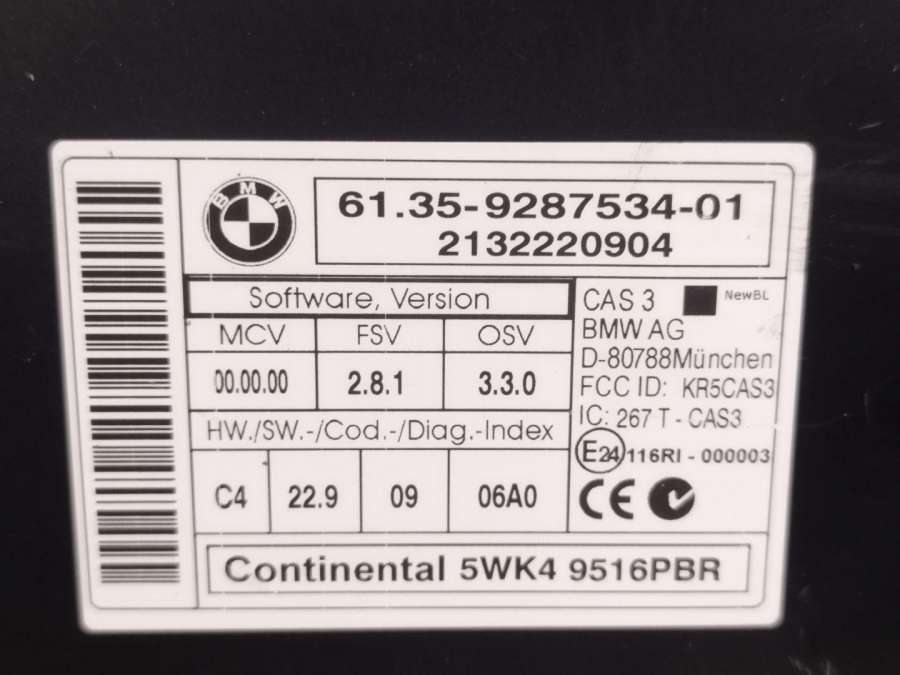 BMW
61.35-9287534-01
2132220904
Software, Version
MCV FSV OSV
00.00.00 2.8.1 3.3.0
HW./SW.-/Cod.-/Diag.-Index
C4 22.9 09 06A0
CAS 3 NewBL
BMW AG
D-80788München
FCC ID: KR5CAS3
IC: 267 T - CAS3
E24 116RI - 000003
CE
Continental 5WK4 9516PBR